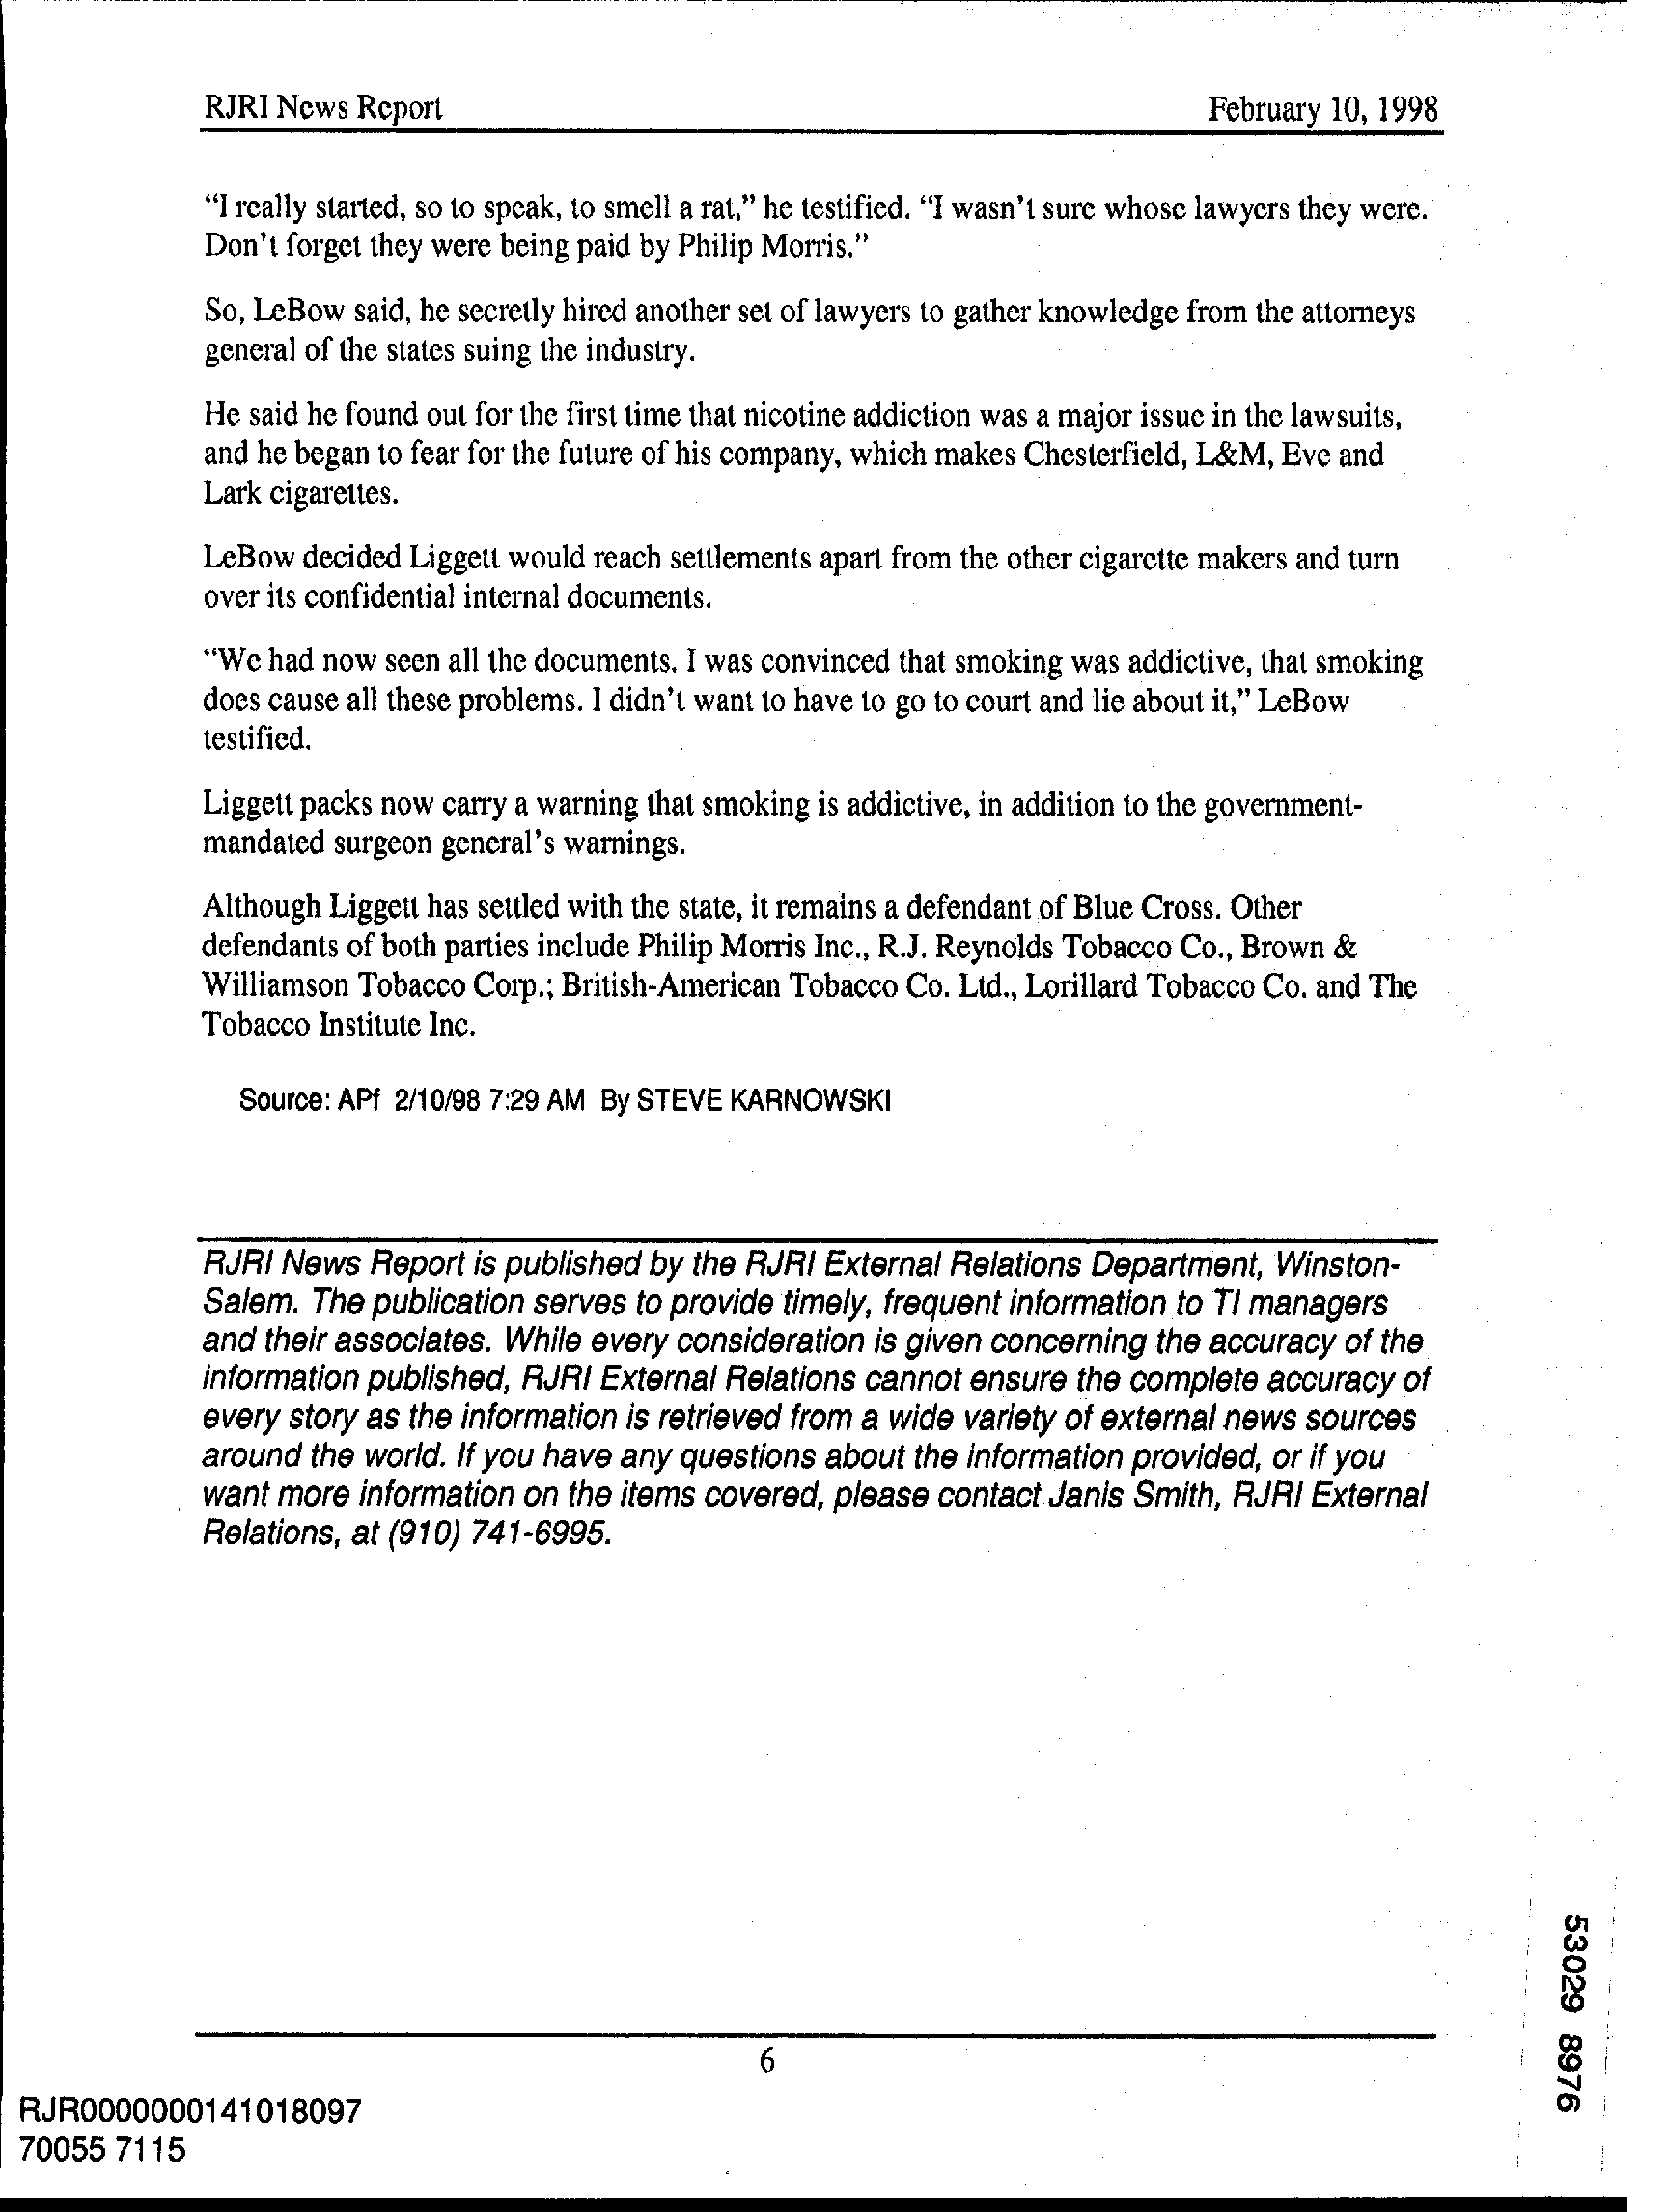 RJRI News Report February 10, 1998
“I really started, so to speak, to smell a rat,” he testified. “I wasn’t sure whose lawyers they were.
Don’t forget they were being paid by Philip Morris.”
So, LeBow said, he secretly hired another set of lawyers to gather knowledge from the attorneys
general of the states suing the industry.
He said he found out for the first time that nicotine addiction was a major issue in the lawsuits,
and he began to fear for the future of his company, which makes Chesterfield, L&M, Eve and
Lark cigarettes.
LeBow decided Liggett would reach settlements apart from the other cigarette makers and turn
over its confidential internal documents.
“We had now seen all the documents. I was convinced that smoking was addictive, that smoking
does cause all these problems. I didn’t want to have to go to court and lie about it,” LeBow
testified.
Liggett packs now carry a warning that smoking is addictive, in addition to the government-
mandated surgeon general’s warnings.
Although Liggett has settled with the state, it remains a defendant of Blue Cross. Other
defendants of both parties include Philip Morris Inc., R.J. Reynolds Tobacco Co., Brown &
Williamson Tobacco Corp.; British-American Tobacco Co. Ltd., Lorillard Tobacco Co. and The
Tobacco Institute Inc.
Source: APf 2/10/98 7:29 AM By STEVE KARNOWSKI
RJRI News Report is published by the RJRI External Relations Department, Winston-
Salem. The publication serves to provide timely, frequent information to TI managers
and their associates. While every consideration is given concerning the accuracy of the
information published, RJRI External Relations cannot ensure the complete accuracy of
every story as the information is retrieved from a wide variety of external news sources
around the world. If you have any questions about the information provided, or if you
want more information on the items covered, please contact Janis Smith, RJRI External
Relations, at (910) 741-6995.
6
53029 8976
RJR0000000141018097
70055 7115